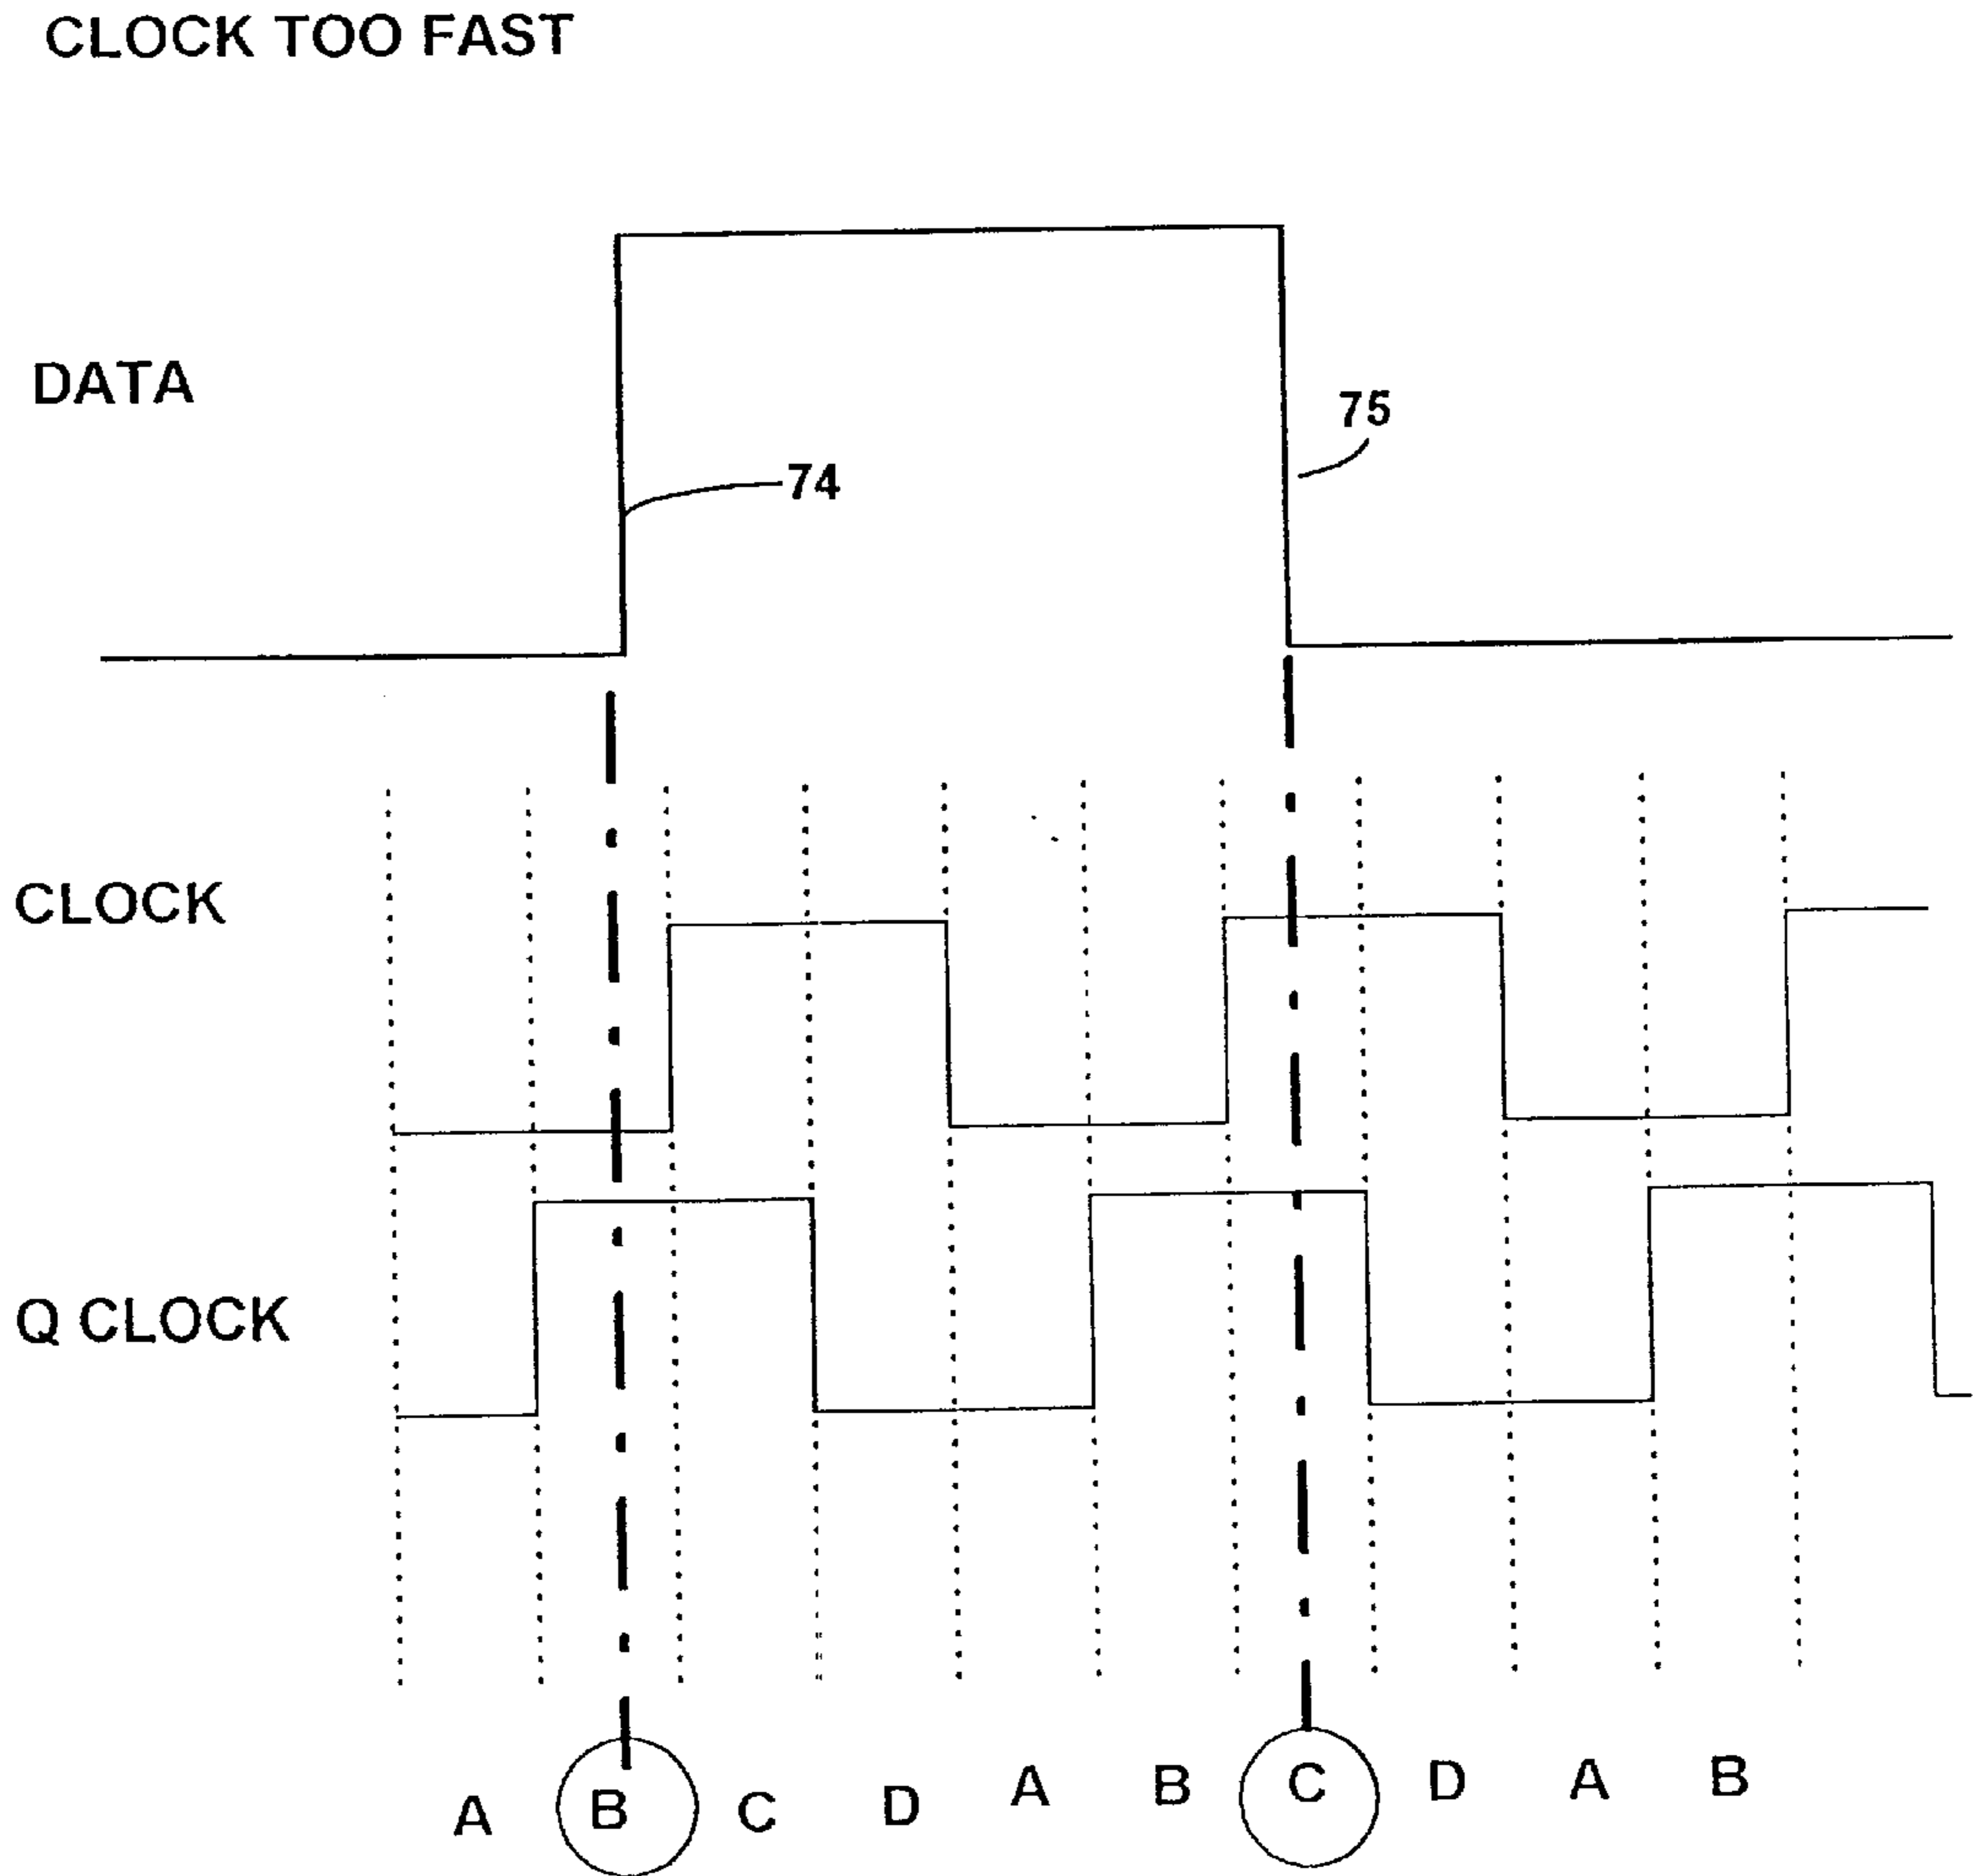 CLOCK TOO FAST
DATA
75
74
CLOCK
Q CLOCK
A B C D A B C D A B